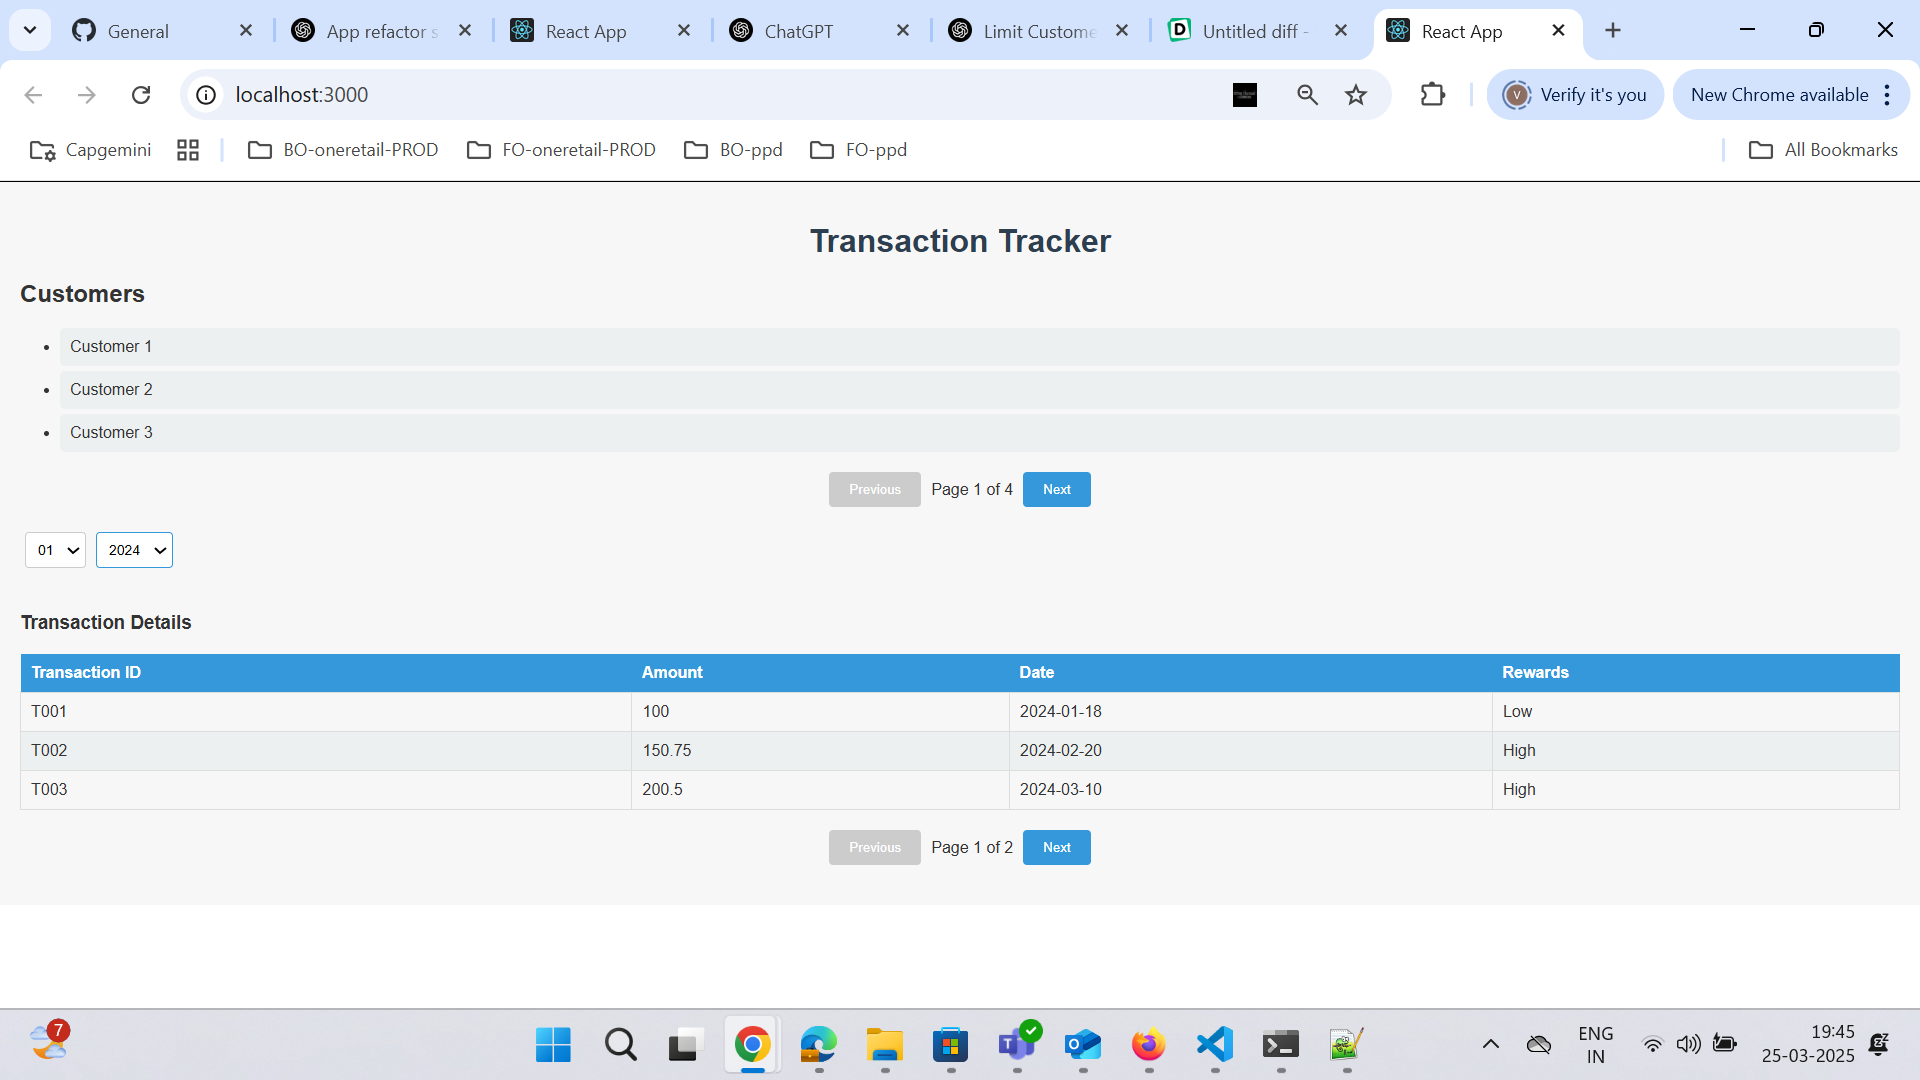 General
App refactor s
React App
ChatGPT
Limit Custome
Untitled diff -
React App
localhost:3000
V
Verify it's you
New Chrome available
Capgemini
BO-oneretail-PROD
FO-oneretail-PROD
BO-ppd
FO-ppd
All Bookmarks
Transaction Tracker
Customers
• Customer 1
• Customer 2
• Customer 3
Previous Page 1 of 4 Next
01 2024
Transaction Details
Transaction ID Amount Date Rewards
T001 100 2024-01-18 Low
T002 150.75 2024-02-20 High
T003 200.5 2024-03-10 High
Previous Page 1 of 2 Next
7
ENG
IN
19:45
25-03-2025